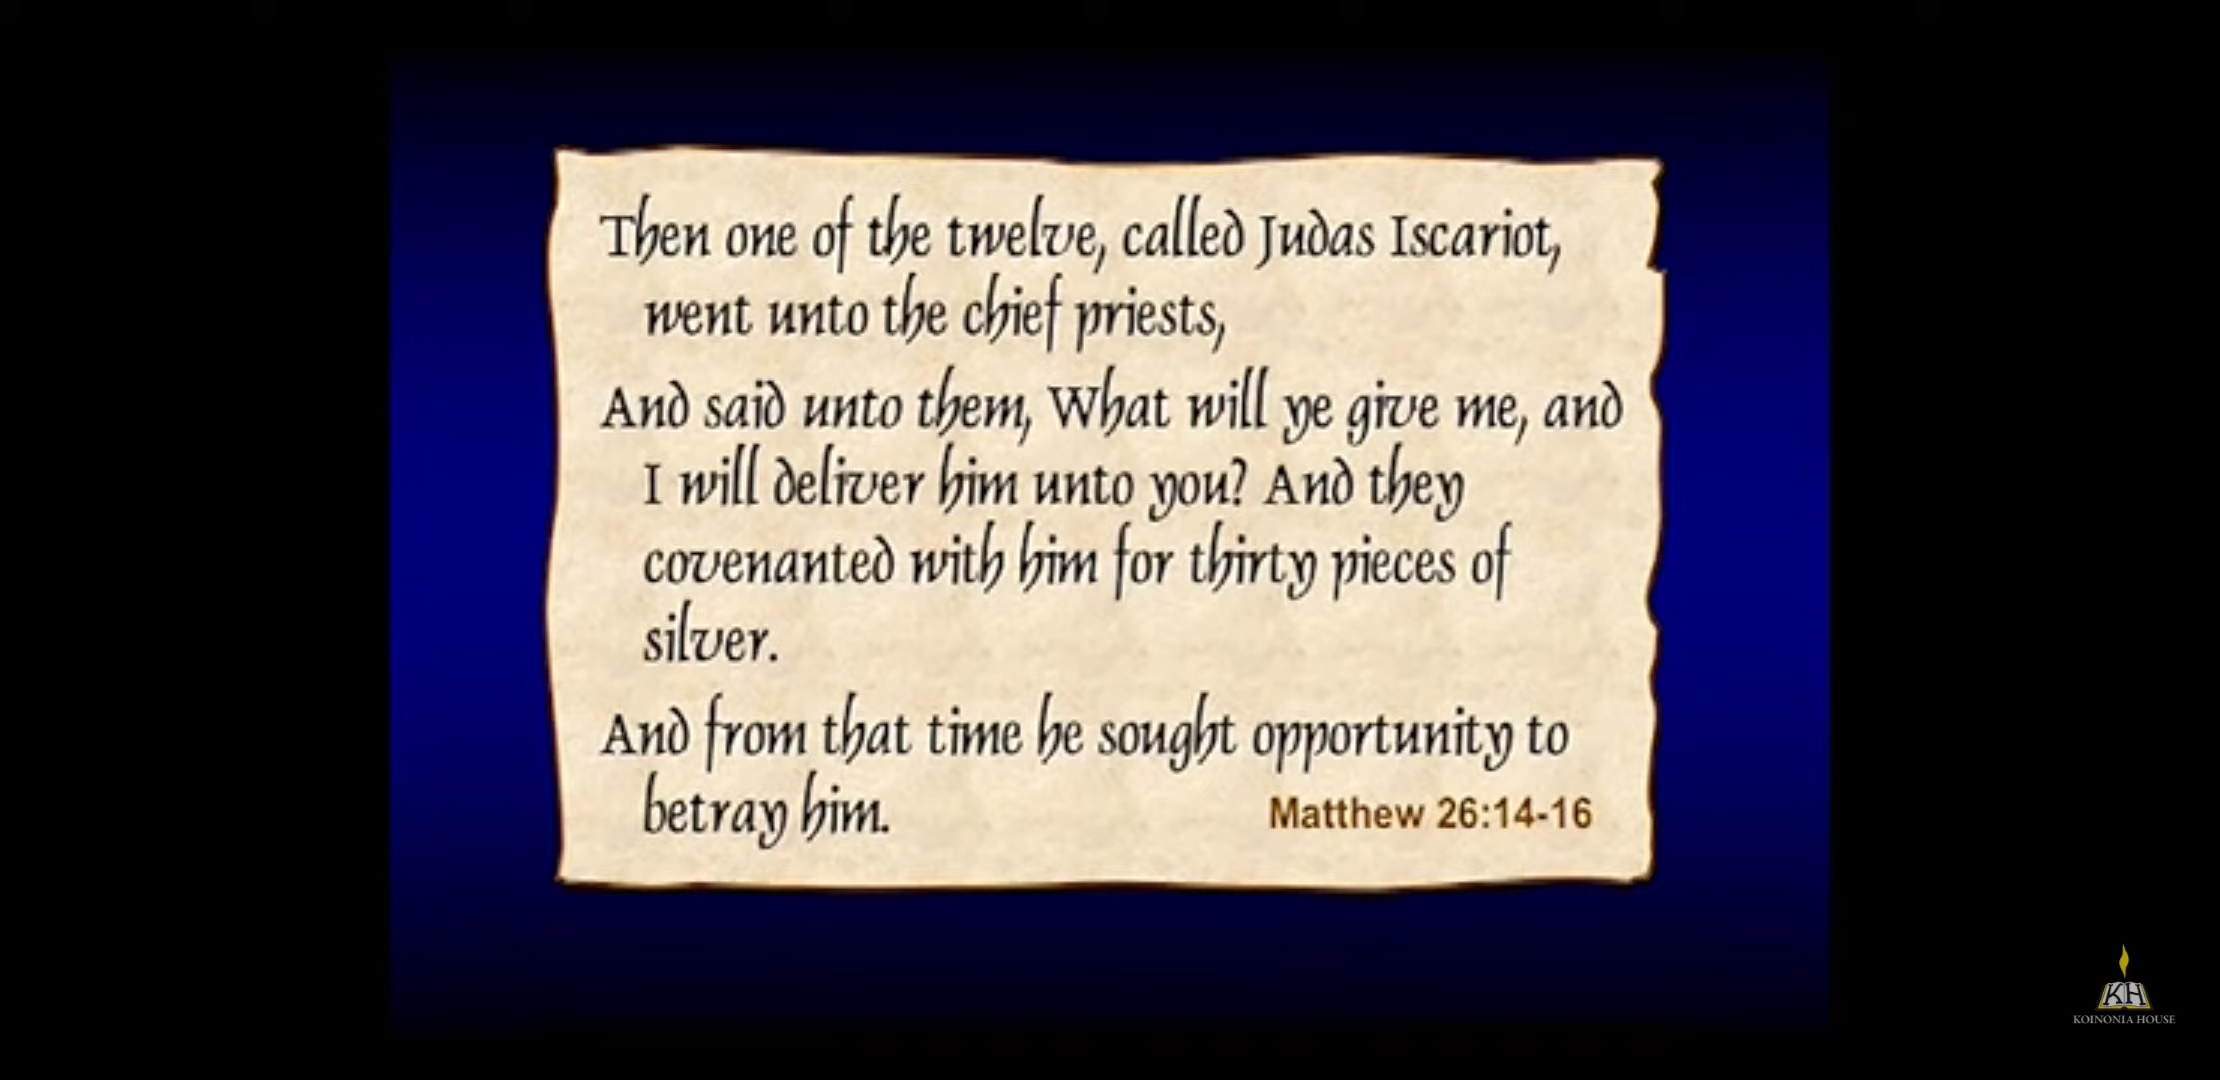 Then one of the twelve, called Judas Iscariot,
went unto the chief priests,
And said unto them, What will ye give me, and
I will deliver him unto you? And they
covenanted with him for thirty pieces of
silver.
And from that time he sought opportunity to
betray him.
Matthew 26:14-16
KH
KOINONIA HOUSE